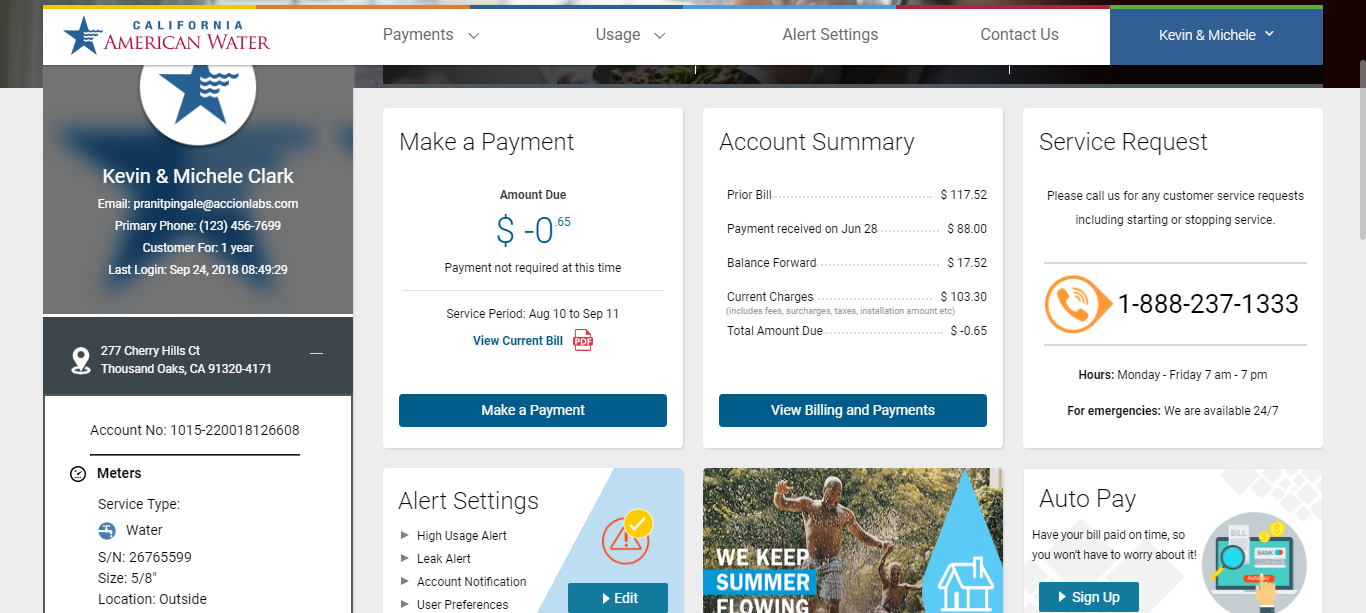 CALIFORNIA
AMERICAN WATER
Payments
Usage
Alert Settings
Contact Us
Kevin & Michele
Kevin & Michele Clark
Email: pranitpingale@accionlabs.com
Primary Phone: (123) 456-7699
Customer For: 1 year
Last Login: Sep 24, 2018 08:49:29
277 Cherry Hills Ct
Thousand Oaks, CA 91320-4171
Account No: 1015-220018126608
Meters
Service Type:
Water
S/N: 26765599
Size: 5/8"
Location: Outside
Make a Payment
Amount Due
$ -0.65
Payment not required at this time
Service Period: Aug 10 to Sep 11
View Current Bill PDF
Make a Payment
Account Summary
Prior Bill $ 117.52
Payment received on Jun 28 $ 88.00
Balance Forward $ 17.52
Current Charges $ 103.30
(includes fees, surcharges, taxes, installation amount etc)
Total Amount Due $ -0.65
View Billing and Payments
Service Request
Please call us for any customer service requests
including starting or stopping service.
1-888-237-1333
Hours: Monday - Friday 7 am - 7 pm
For emergencies: We are available 24/7
Alert Settings
High Usage Alert
Leak Alert
Account Notification
User Preferences
Edit
WE KEEP
SUMMER
FLOWING
Auto Pay
Have your bill paid on time, so
you won't have to worry about it!
Sign Up
BILL
BANK